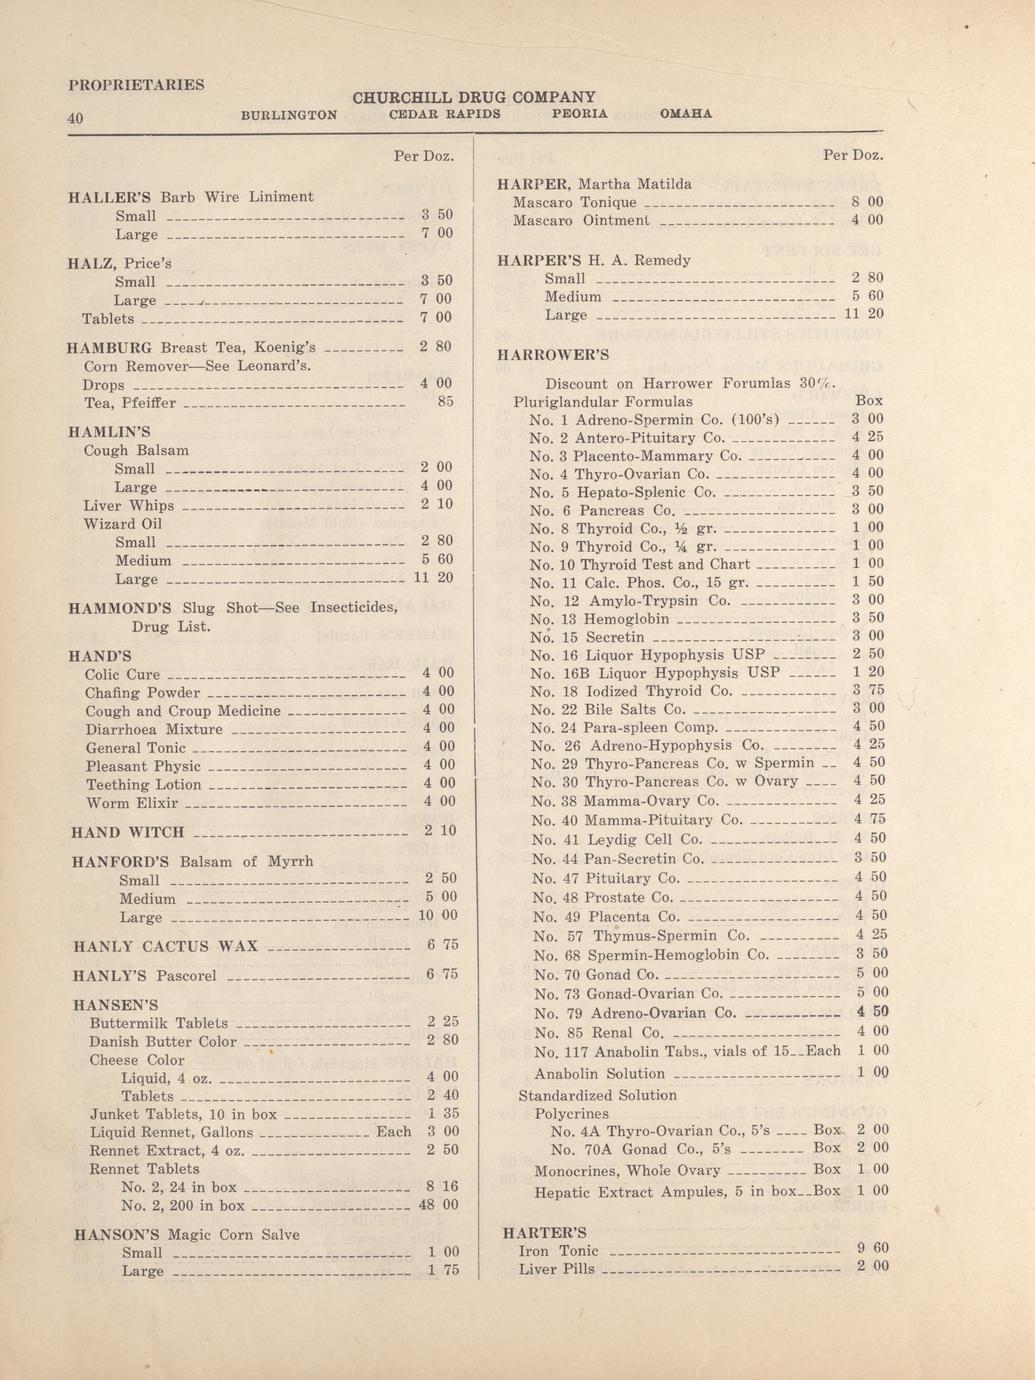 PROPRIETARIES
CHURCHILL DRUG COMPANY
40 BURLINGTON CEDAR RAPIDS PEORIA OMAHA
Per Doz.
HALLER'S Barb Wire Liniment
Small 3 50
Large 7 00
HALZ, Price's
Small 3 50
Large 7 00
Tablets 7 00
HAMBURG Breast Tea, Koenig's 2 80
Corn Remover—See Leonard's.
Drops 4 00
Tea, Pfeiffer 85
HAMLIN'S
Cough Balsam
Small 2 00
Large 4 00
Liver Whips 2 10
Wizard Oil
Small 2 80
Medium 5 60
Large 11 20
HAMMOND'S Slug Shot—See Insecticides,
Drug List.
HAND'S
Colic Cure 4 00
Chafing Powder 4 00
Cough and Croup Medicine 4 00
Diarrhoea Mixture 4 00
General Tonic 4 00
Pleasant Physic 4 00
Teething Lotion 4 00
Worm Elixir 4 00
HAND WITCH 2 10
HANFORD'S Balsam of Myrrh
Small 2 50
Medium 5 00
Large 10 00
HANLY CACTUS WAX 6 75
HANLY'S Pascorel 6 75
HANSEN'S
Buttermilk Tablets 2 25
Danish Butter Color 2 80
Cheese Color
Liquid, 4 oz. 4 00
Tablets 2 40
Junket Tablets, 10 in box 1 35
Liquid Rennet, Gallons Each 3 00
Rennet Extract, 4 oz. 2 50
Rennet Tablets
No. 2, 24 in box 8 16
No. 2, 200 in box 48 00
HANSON'S Magic Corn Salve
Small 1 00
Large 1 75
Per Doz.
HARPER, Martha Matilda
Mascaro Tonique 8 00
Mascaro Ointment 4 00
HARPER'S H. A. Remedy
Small 2 80
Medium 5 60
Large 11 20
HARROWER'S
Discount on Harrower Forumlas 30%.
Pluriglandular Formulas Box
No. 1 Adreno-Spermin Co. (100's) 3 00
No. 2 Antero-Pituitary Co. 4 25
No. 3 Placento-Mammary Co. 4 00
No. 4 Thyro-Ovarian Co. 4 00
No. 5 Hepato-Splenic Co. 3 50
No. 6 Pancreas Co. 3 00
No. 8 Thyroid Co., ½ gr. 1 00
No. 9 Thyroid Co., ¼ gr. 1 00
No. 10 Thyroid Test and Chart 1 00
No. 11 Calc. Phos. Co., 15 gr. 1 50
No. 12 Amylo-Trypsin Co. 3 00
No. 13 Hemoglobin 3 50
No. 15 Secretin 3 00
No. 16 Liquor Hypophysis USP 2 50
No. 16B Liquor Hypophysis USP 1 20
No. 18 Iodized Thyroid Co. 3 75
No. 22 Bile Salts Co. 3 00
No. 24 Para-spleen Comp. 4 50
No. 26 Adreno-Hypophysis Co. 4 25
No. 29 Thyro-Pancreas Co. w Spermin 4 50
No. 30 Thyro-Pancreas Co. w Ovary 4 50
No. 38 Mamma-Ovary Co. 4 25
No. 40 Mamma-Pituitary Co. 4 75
No. 41 Leydig Cell Co. 4 50
No. 44 Pan-Secretin Co. 3 50
No. 47 Pituitary Co. 4 50
No. 48 Prostate Co. 4 50
No. 49 Placenta Co. 4 50
No. 57 Thymus-Spermin Co. 4 25
No. 68 Spermin-Hemoglobin Co. 3 50
No. 70 Gonad Co. 5 00
No. 73 Gonad-Ovarian Co. 5 00
No. 79 Adreno-Ovarian Co. 4 50
No. 85 Renal Co. 4 00
No. 117 Anabolin Tabs., vials of 15 Each 1 00
Anabolin Solution 1 00
Standardized Solution
Polycrines
No. 4A Thyro-Ovarian Co., 5's Box 2 00
No. 70A Gonad Co., 5's Box 2 00
Monocrines, Whole Ovary Box 1 00
Hepatic Extract Ampules, 5 in box Box 1 00
HARTER'S
Iron Tonic 9 60
Liver Pills 2 00